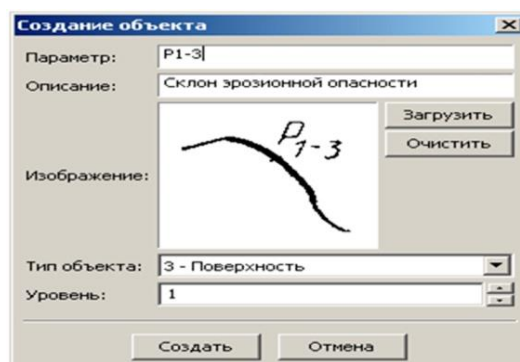 Создание объекта
Параметр: P1-3
Описание: Склон эрозионной опасности
Изображение:
P1-3
Загрузить
Очистить
Тип объекта: 3 - Поверхность
Уровень: 1
Создать Отмена